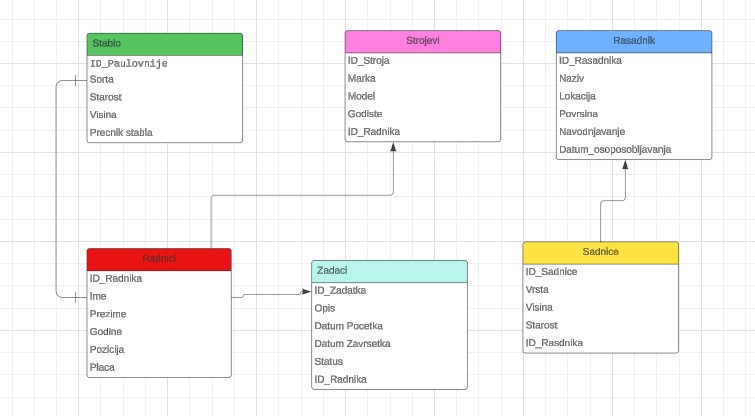 Stablo
ID_Paulovnije
Sorta
Starost
Visina
Precnik stabla
Strojevi
ID_Stroja
Marka
Model
Godiste
ID_Radnika
Rasadnik
ID_Rasadnika
Naziv
Lokacija
Povrsina
Navodnjavanje
Datum_osoposobljavanja
Radnici
ID_Radnika
Ime
Prezime
Godine
Pozicija
Placa
Zadaci
ID_Zadatka
Opis
Datum Pocetka
Datum Zavrsetka
Status
ID_Radnika
Sadnice
ID_Sadnice
Vrsta
Visina
Starost
ID_Rasdnika